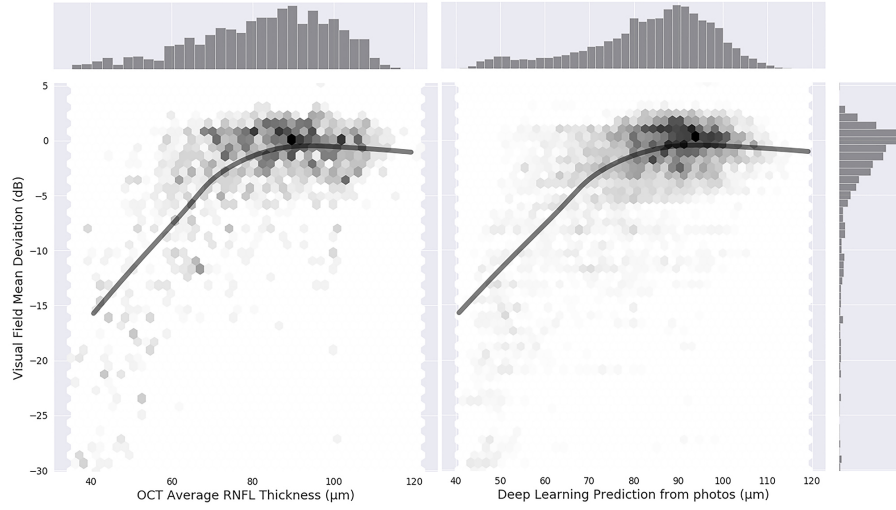 5
0
−5
−10
−15
−20
−25
−30
Visual Field Mean Deviation (dB)
40 60 80 100 120
OCT Average RNFL Thickness (μm)
40 50 60 70 80 90 100 110 120
Deep Learning Prediction from photos (μm)